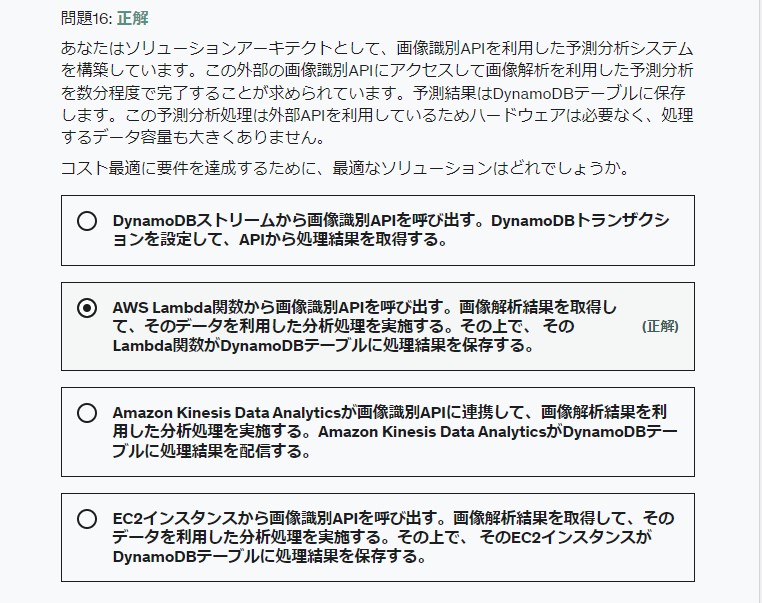 問題16: 正解
あなたはソリューションアーキテクトとして、画像識別APIを利用した予測分析システム
を構築しています。この外部の画像識別APIにアクセスして画像解析を利用した予測分析
を数分程度で完了することが求められています。予測結果はDynamoDBテーブルに保存
します。この予測分析処理は外部APIを利用しているためハードウェアは必要なく、処理
するデータ容量も大きくありません。
コスト最適に要件を達成するために、最適なソリューションはどれでしょうか。
DynamoDBストリームから画像識別APIを呼び出す。DynamoDBトランザクシ
ョンを設定して、APIから処理結果を取得する。
AWS Lambda関数から画像識別APIを呼び出す。画像解析結果を取得し
て、そのデータを利用した分析処理を実施する。その上で、 その
Lambda関数がDynamoDBテーブルに処理結果を保存する。
(正解)
Amazon Kinesis Data Analyticsが画像識別APIに連携して、画像解析結果を利
用した分析処理を実施する。Amazon Kinesis Data AnalyticsがDynamoDBテー
ブルに処理結果を配信する。
EC2インスタンスから画像識別APIを呼び出す。画像解析結果を取得して、その
データを利用した分析処理を実施する。その上で、 そのEC2インスタンスが
DynamoDBテーブルに処理結果を保存する。